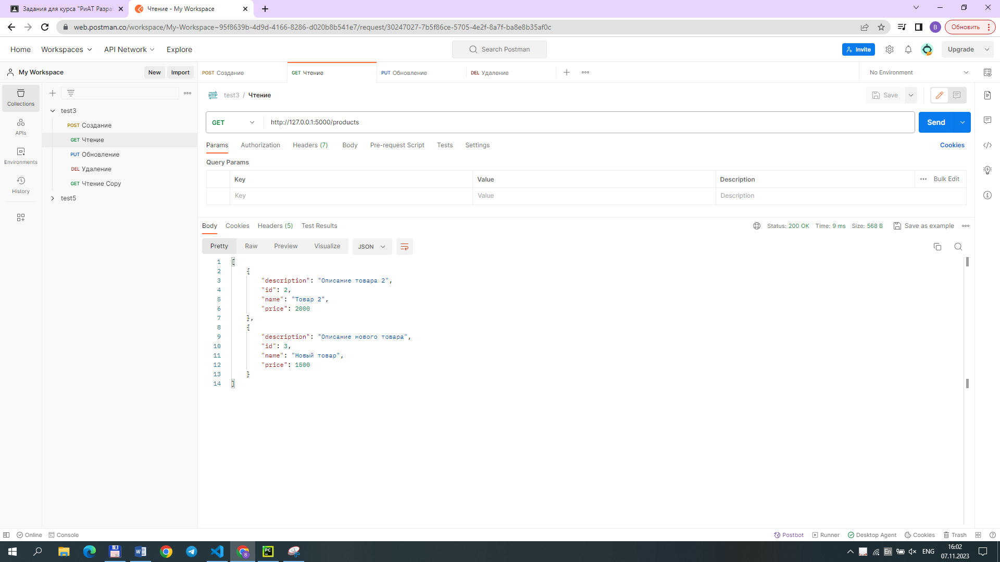 Задания для курса "РиАТ Разраб
Чтение - My Workspace
web.postman.co/workspace/My-Workspace~95f8639b-4d9d-4166-8286-d020b8b541e7/request/30247027-7b5f86ce-5705-4e2f-8a7f-ba8e8b35af0c
B
Обновить
Home
Workspaces
API Network
Explore
Search Postman
Invite
Upgrade
My Workspace
New
Import
POST Создание
GET Чтение
PUT Обновление
DEL Удаление
No Environment
Collections
APIs
Environments
History
test3
POST Создание
GET Чтение
PUT Обновление
DEL Удаление
GET Чтение Copy
test5
HTTP
test3 / Чтение
Save
GET
http://127.0.0.1:5000/products
Send
Params
Authorization
Headers (7)
Body
Pre-request Script
Tests
Settings
Cookies
Query Params
Key
Value
Description
Bulk Edit
Key
Value
Description
Body
Cookies
Headers (5)
Test Results
Status: 200 OK
Time: 9 ms
Size: 568 B
Save as example
Pretty
Raw
Preview
Visualize
JSON
1 [
2 {
3 "description": "Описание товара 2",
4 "id": 2,
5 "name": "Товар 2",
6 "price": 2000
7 },
8 {
9 "description": "Описание нового товара",
10 "id": 3,
11 "name": "Новый товар",
12 "price": 1500
13 }
14 ]
Online
Console
Postbot
Runner
Desktop Agent
Cookies
Trash
En
ENG
16:02
07.11.2023